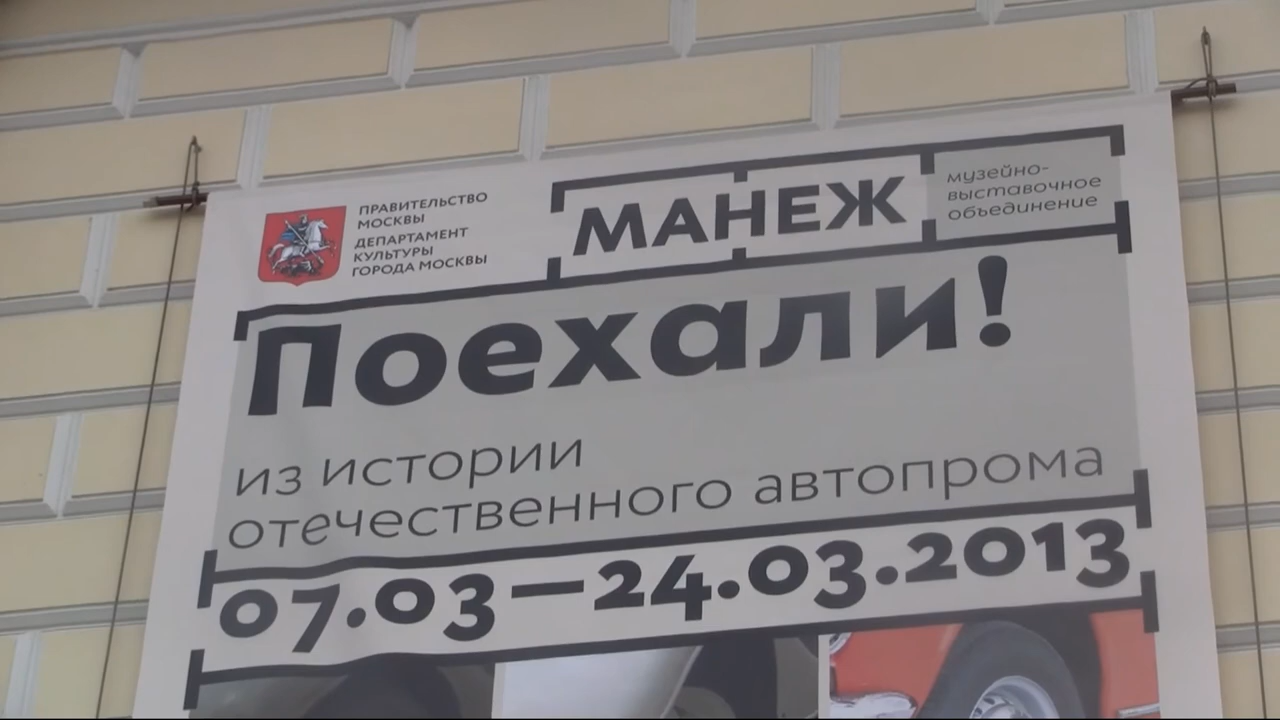 ПРАВИТЕЛЬСТВО
МОСКВЫ
ДЕПАРТАМЕНТ
КУЛЬТУРЫ
ГОРОДА МОСКВЫ
МАНЕЖ
музейно-
выставочное
объединение
Поехали!
из истории
отечественного автопрома
07.03—24.03.2013